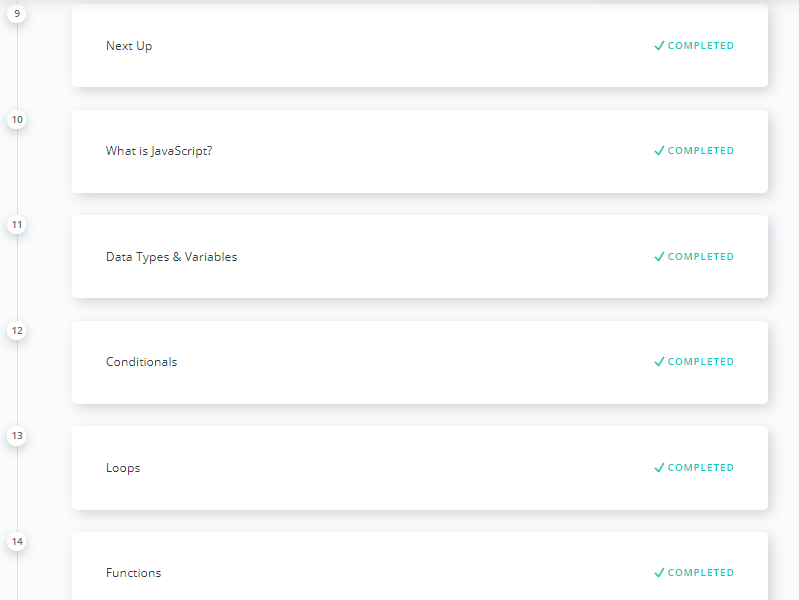 9
Next Up
COMPLETED
10
What is JavaScript?
COMPLETED
11
Data Types & Variables
COMPLETED
12
Conditionals
COMPLETED
13
Loops
COMPLETED
14
Functions
COMPLETED